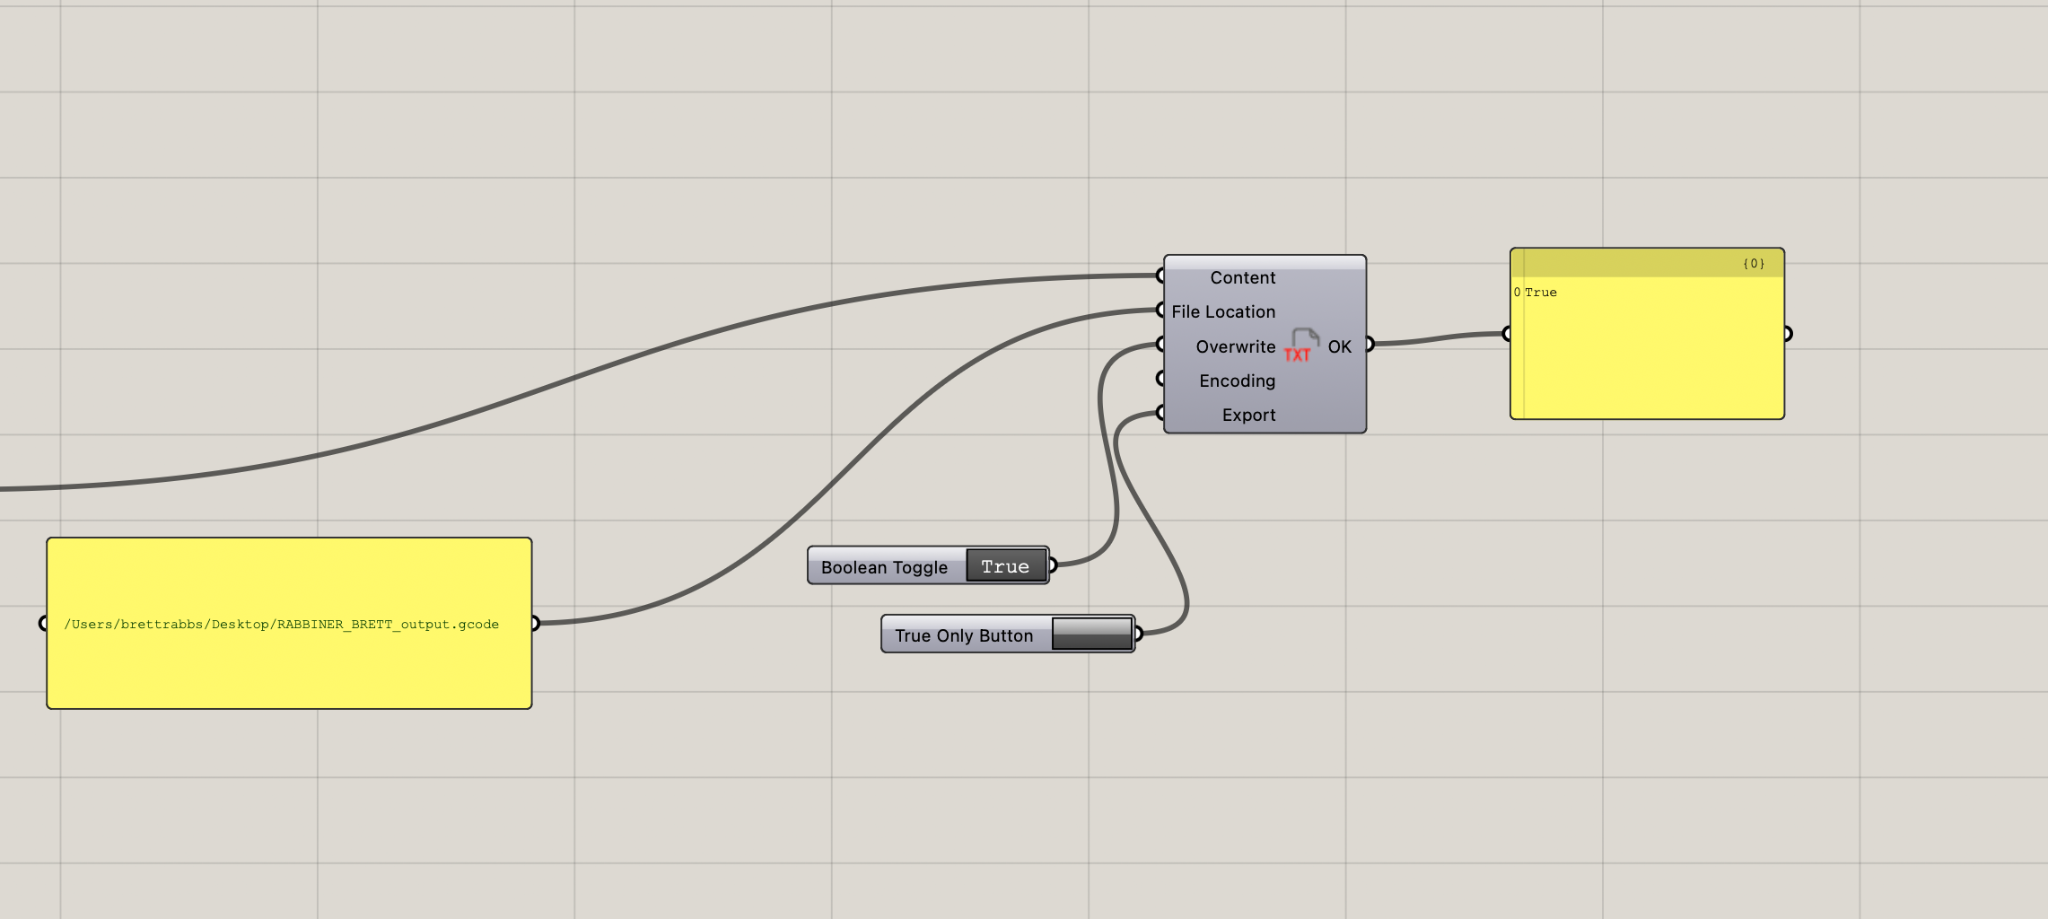 Content
File Location
Overwrite
TXT
OK
Encoding
Export
{0}
0 True
Boolean Toggle True
True Only Button
/Users/brettrabbs/Desktop/RABBINER_BRETT_output.gcode